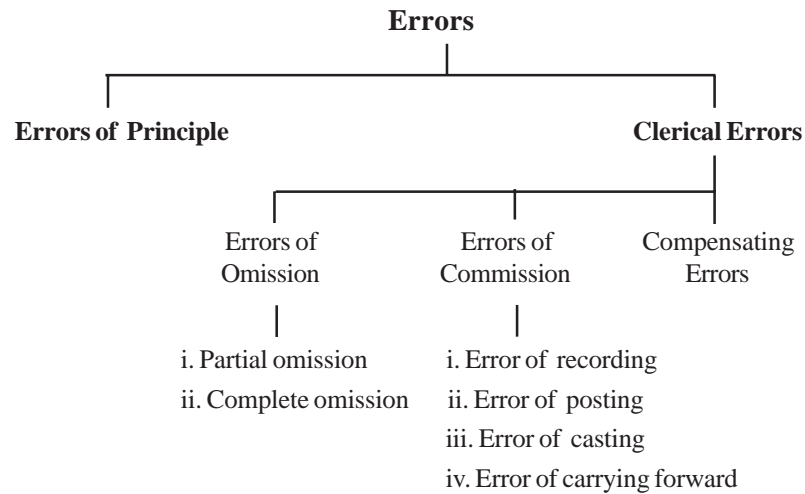 Errors
Errors of Principle
Clerical Errors
Errors of
Omission
Errors of
Commission
Compensating
Errors
i. Partial omission
ii. Complete omission
i. Error of recording
ii. Error of posting
iii. Error of casting
iv. Error of carrying forward